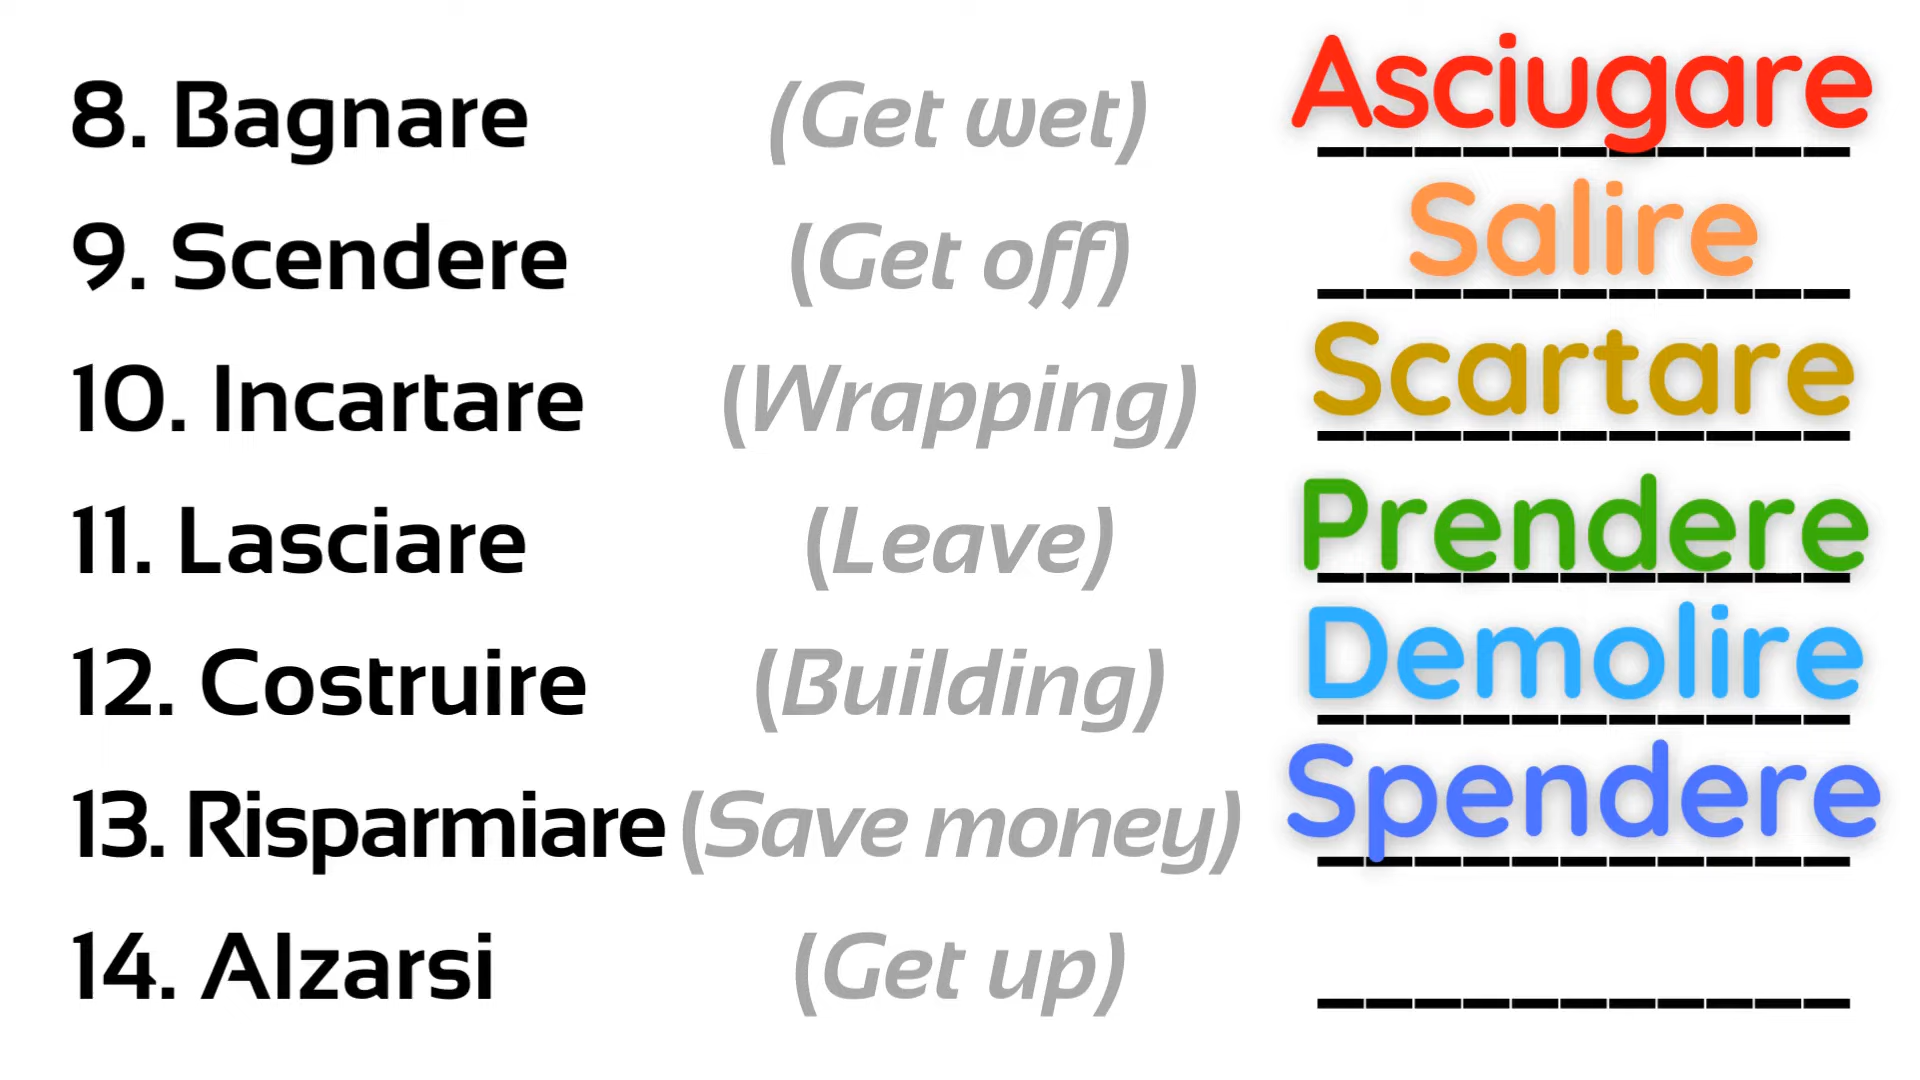 8. Bagnare (Get wet) Asciugare
9. Scendere (Get off) Salire
10. Incartare (Wrapping) Scartare
11. Lasciare (Leave) Prendere
12. Costruire (Building) Demolire
13. Risparmiare (Save money) Spendere
14. Alzarsi (Get up) ___________